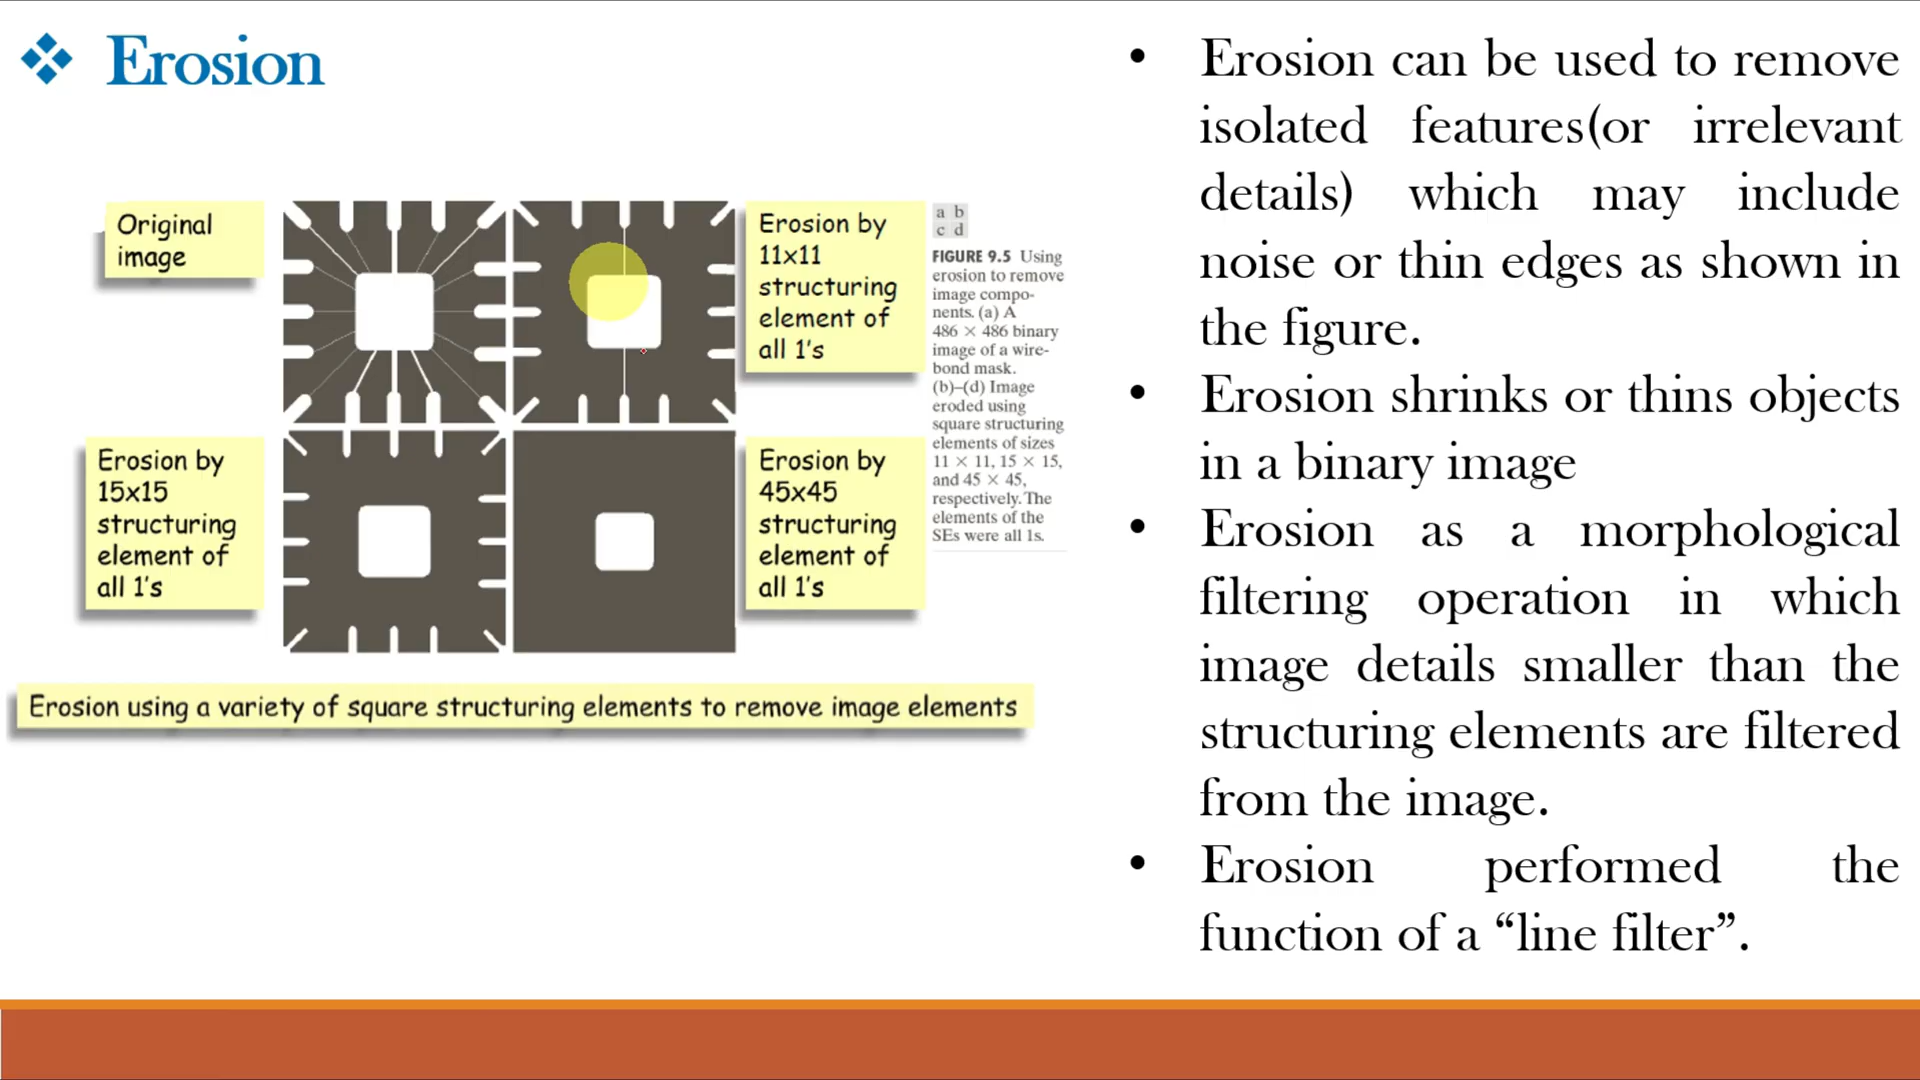 Erosion
Original
image
Erosion by
11x11
structuring
element of
all 1's
Erosion by
15x15
structuring
element of
all 1's
Erosion by
45x45
structuring
element of
all 1's
a b
c d
FIGURE 9.5 Using
erosion to remove
image compo-
nents. (a) A
486 × 486 binary
image of a wire-
bond mask.
(b)–(d) Image
eroded using
square structuring
elements of sizes
11 × 11, 15 × 15,
and 45 × 45,
respectively. The
elements of the
SEs were all 1s.
Erosion using a variety of square structuring elements to remove image elements
• Erosion can be used to remove
isolated features(or irrelevant
details) which may include
noise or thin edges as shown in
the figure.
• Erosion shrinks or thins objects
in a binary image
• Erosion as a morphological
filtering operation in which
image details smaller than the
structuring elements are filtered
from the image.
• Erosion performed the
function of a “line filter”.